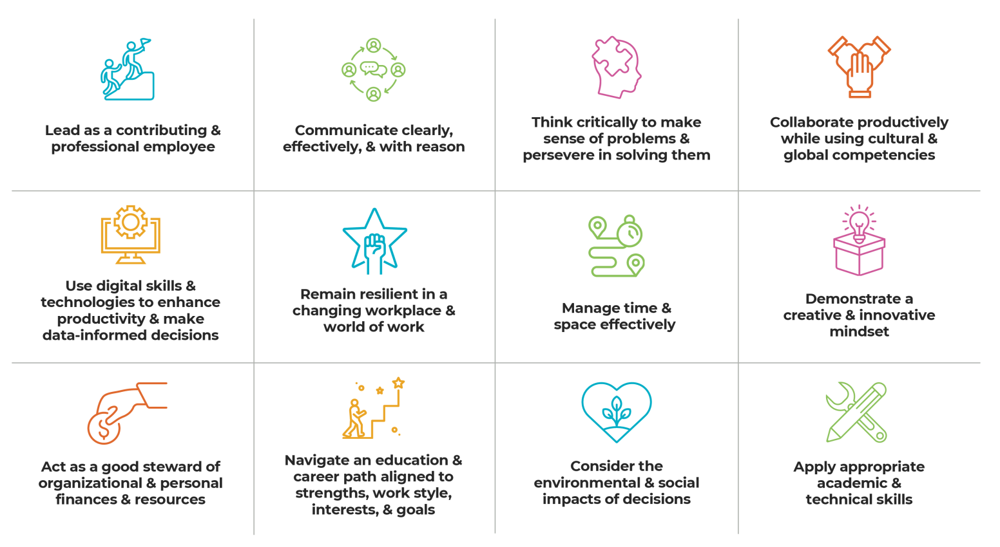 Lead as a contributing &
professional employee
Communicate clearly,
effectively, & with reason
Think critically to make
sense of problems &
persevere in solving them
Collaborate productively
while using cultural &
global competencies
Use digital skills &
technologies to enhance
productivity & make
data-informed decisions
Remain resilient in a
changing workplace &
world of work
Manage time &
space effectively
Demonstrate a
creative & innovative
mindset
$
Act as a good steward of
organizational & personal
finances & resources
Navigate an education &
career path aligned to
strengths, work style,
interests, & goals
Consider the
environmental & social
impacts of decisions
Apply appropriate
academic &
technical skills